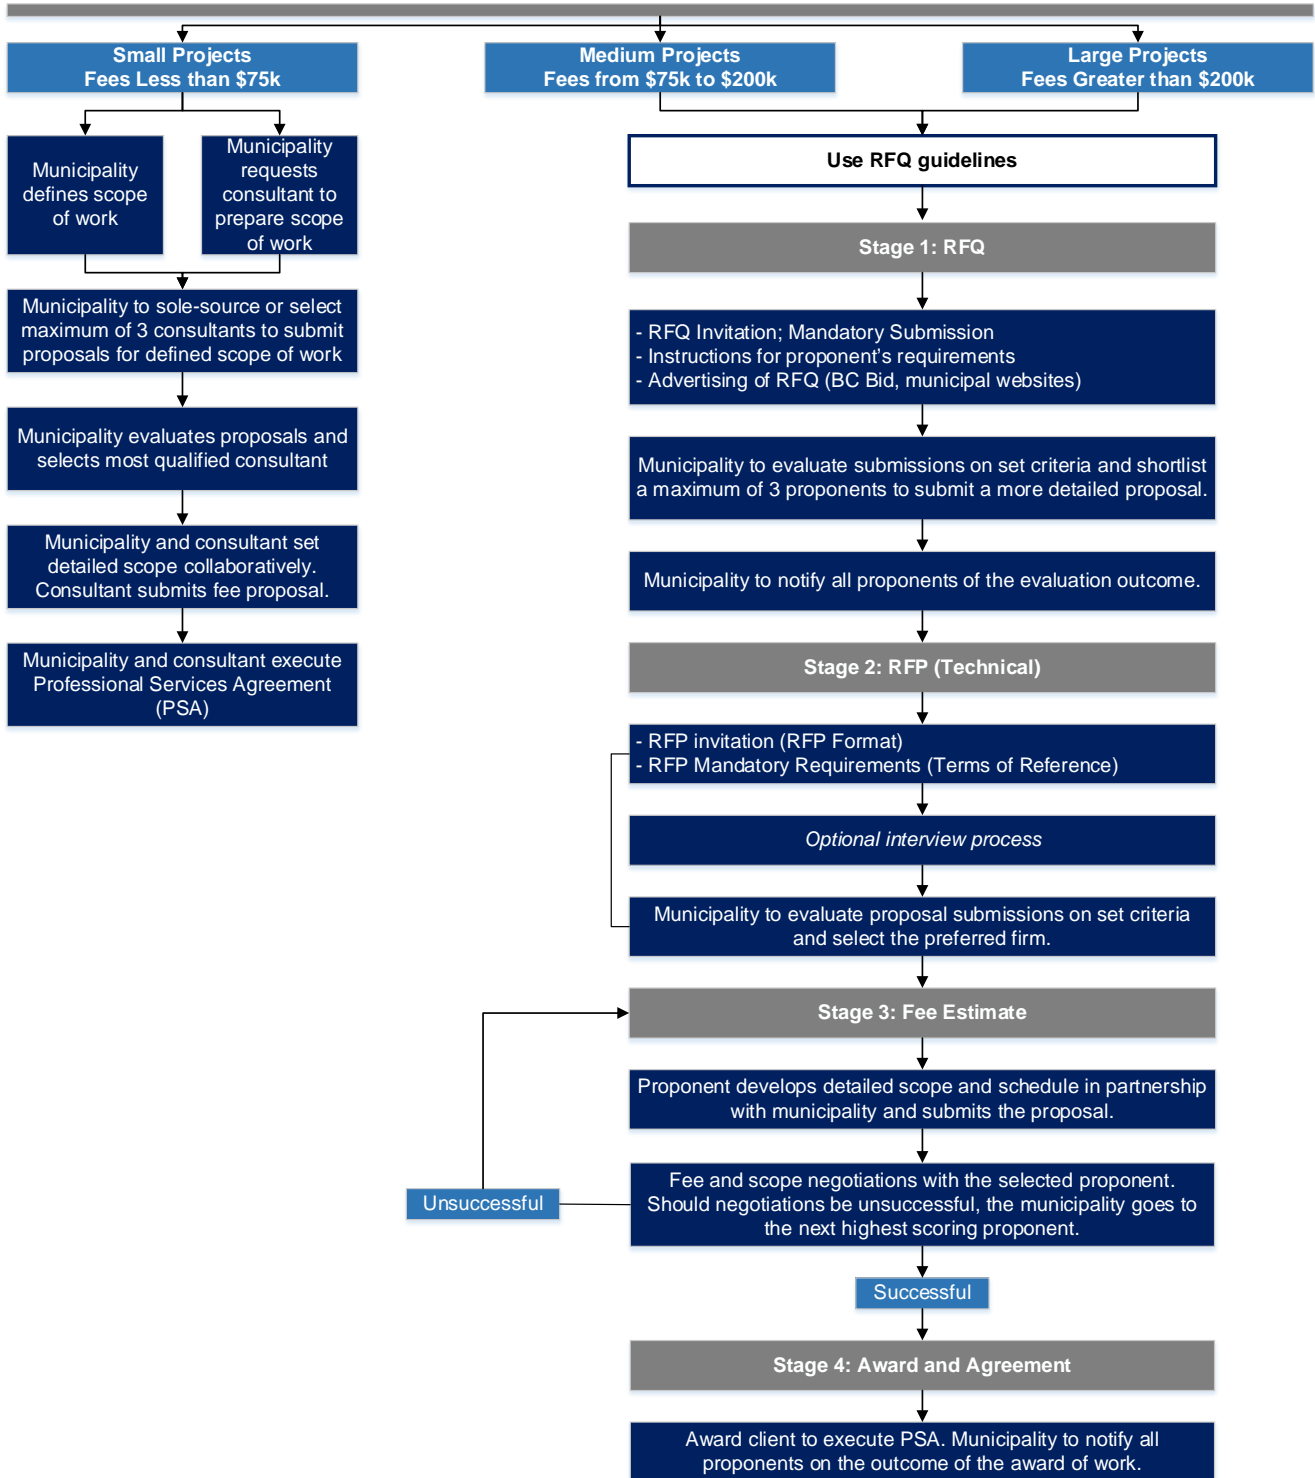 Small Projects
Fees Less than $75k
Medium Projects
Fees from $75k to $200k
Large Projects
Fees Greater than $200k
Municipality
defines scope
of work
Municipality
requests
consultant to
prepare scope
of work
Municipality to sole-source or select
maximum of 3 consultants to submit
proposals for defined scope of work
Municipality evaluates proposals and
selects most qualified consultant
Municipality and consultant set
detailed scope collaboratively.
Consultant submits fee proposal.
Municipality and consultant execute
Professional Services Agreement
(PSA)
Use RFQ guidelines
Stage 1: RFQ
- RFQ Invitation; Mandatory Submission
- Instructions for proponent’s requirements
- Advertising of RFQ (BC Bid, municipal websites)
Municipality to evaluate submissions on set criteria and shortlist
a maximum of 3 proponents to submit a more detailed proposal.
Municipality to notify all proponents of the evaluation outcome.
Stage 2: RFP (Technical)
- RFP invitation (RFP Format)
- RFP Mandatory Requirements (Terms of Reference)
Optional interview process
Municipality to evaluate proposal submissions on set criteria
and select the preferred firm.
Stage 3: Fee Estimate
Proponent develops detailed scope and schedule in partnership
with municipality and submits the proposal.
Fee and scope negotiations with the selected proponent.
Should negotiations be unsuccessful, the municipality goes to
the next highest scoring proponent.
Unsuccessful
Successful
Stage 4: Award and Agreement
Award client to execute PSA. Municipality to notify all
proponents on the outcome of the award of work.